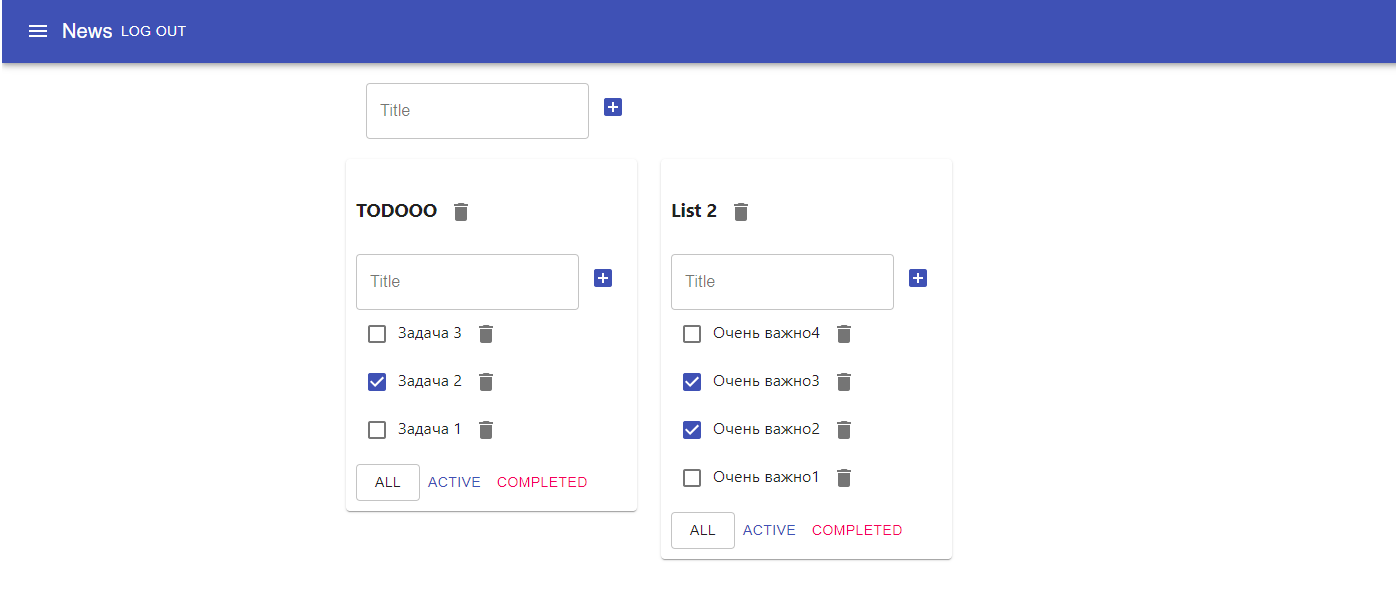 News LOG OUT
Title
TODOOO
Title
Задача 3
Задача 2
Задача 1
ALL ACTIVE COMPLETED
List 2
Title
Очень важно4
Очень важно3
Очень важно2
Очень важно1
ALL ACTIVE COMPLETED